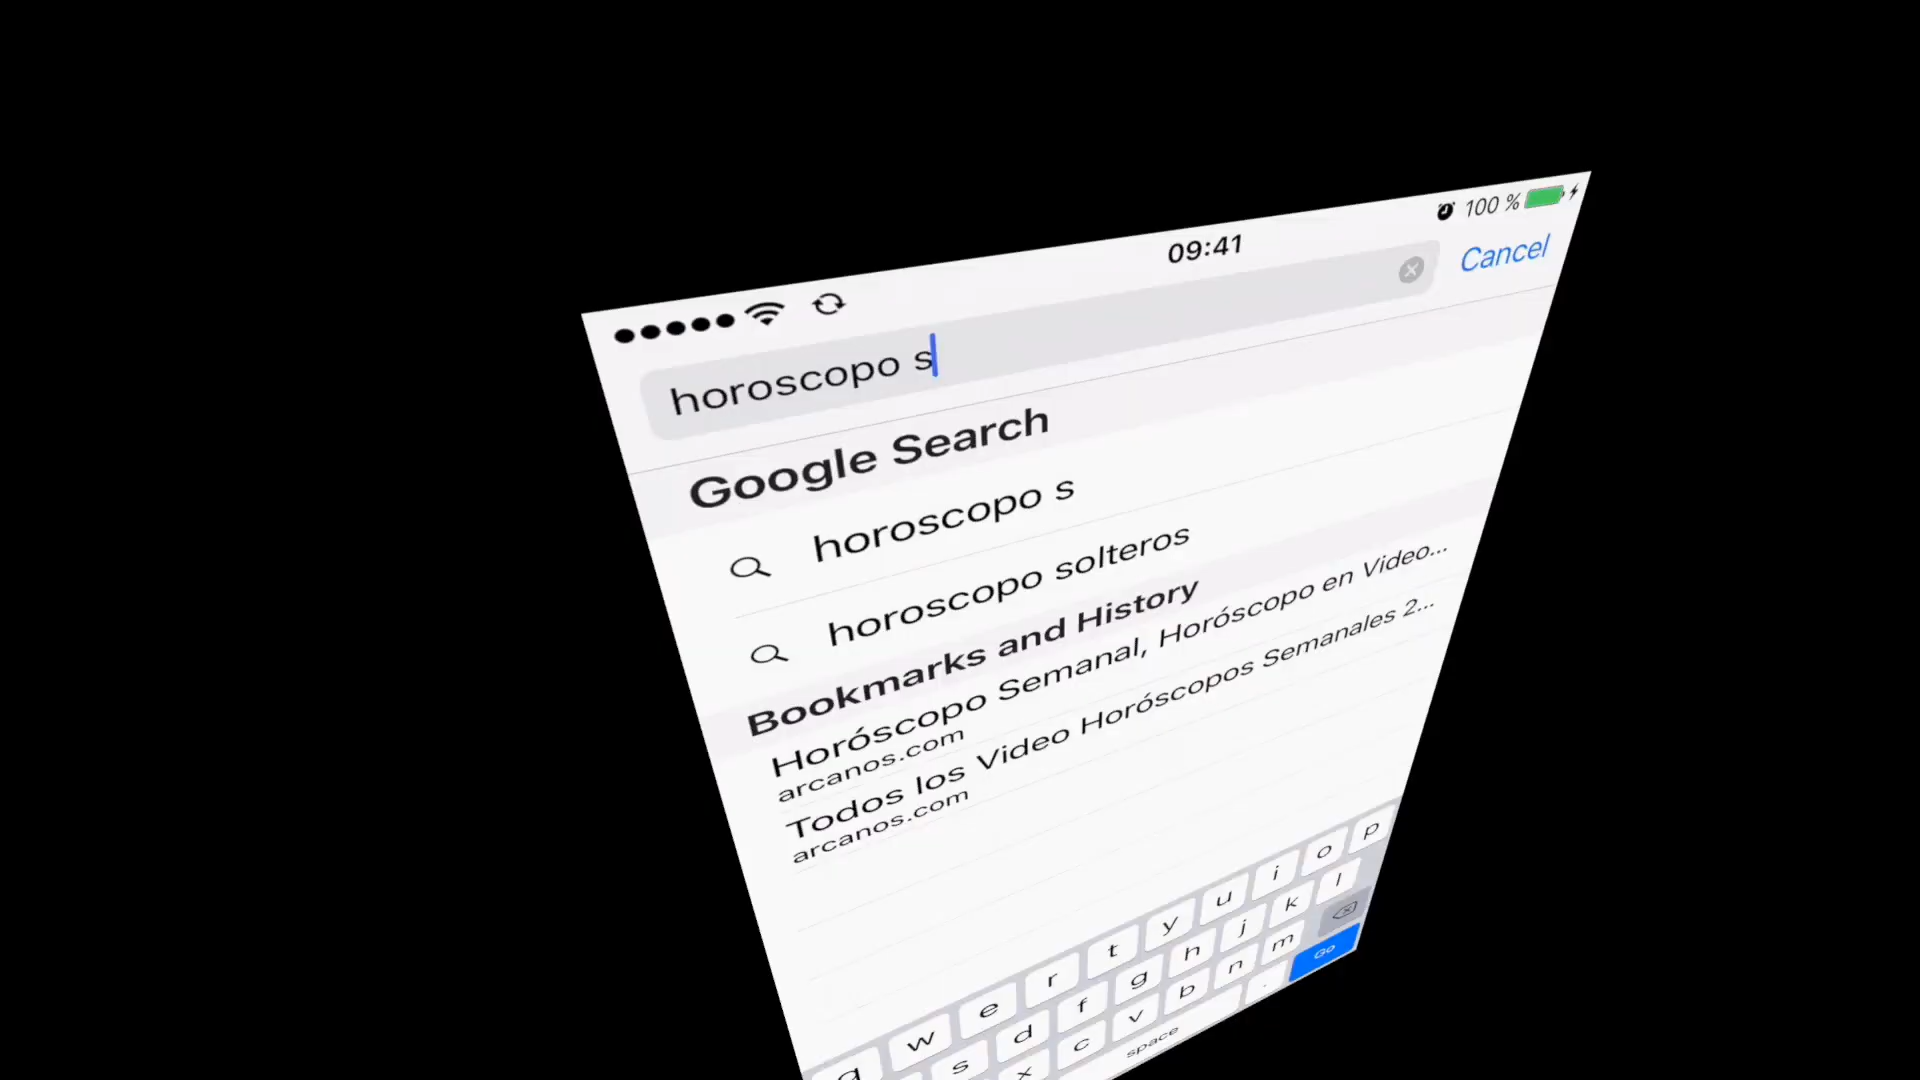 09:41
100 %
horoscopo s
Cancel
Google Search
horoscopo s
horoscopo solteros
Bookmarks and History
Horóscopo Semanal, Horóscopo en Video...
arcanos.com
Todos los Video Horóscopos Semanales 2...
arcanos.com
q w e r t y u i o p
s d f g h j k l
x c v b n m
space . Go